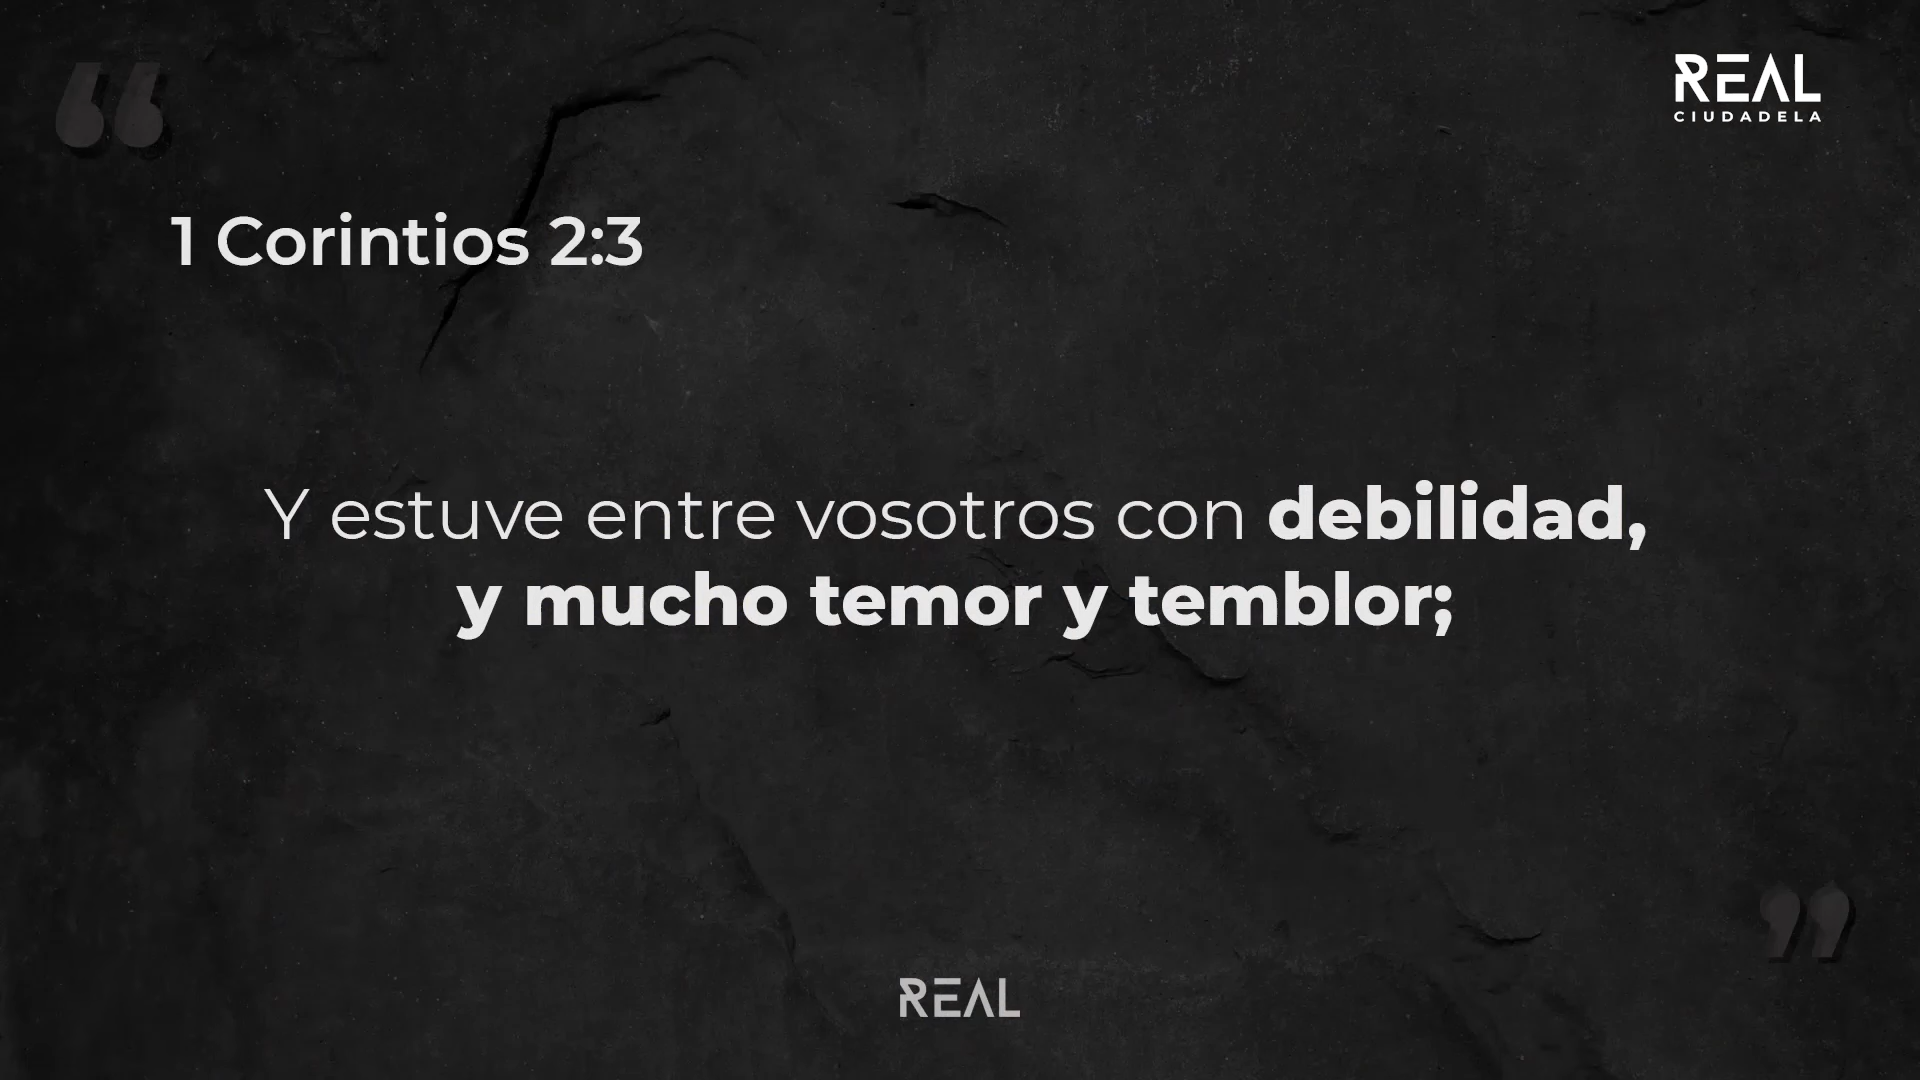 REAL
CIUDADELA
1 Corintios 2:3
Y estuve entre vosotros con debilidad,
y mucho temor y temblor;
REAL